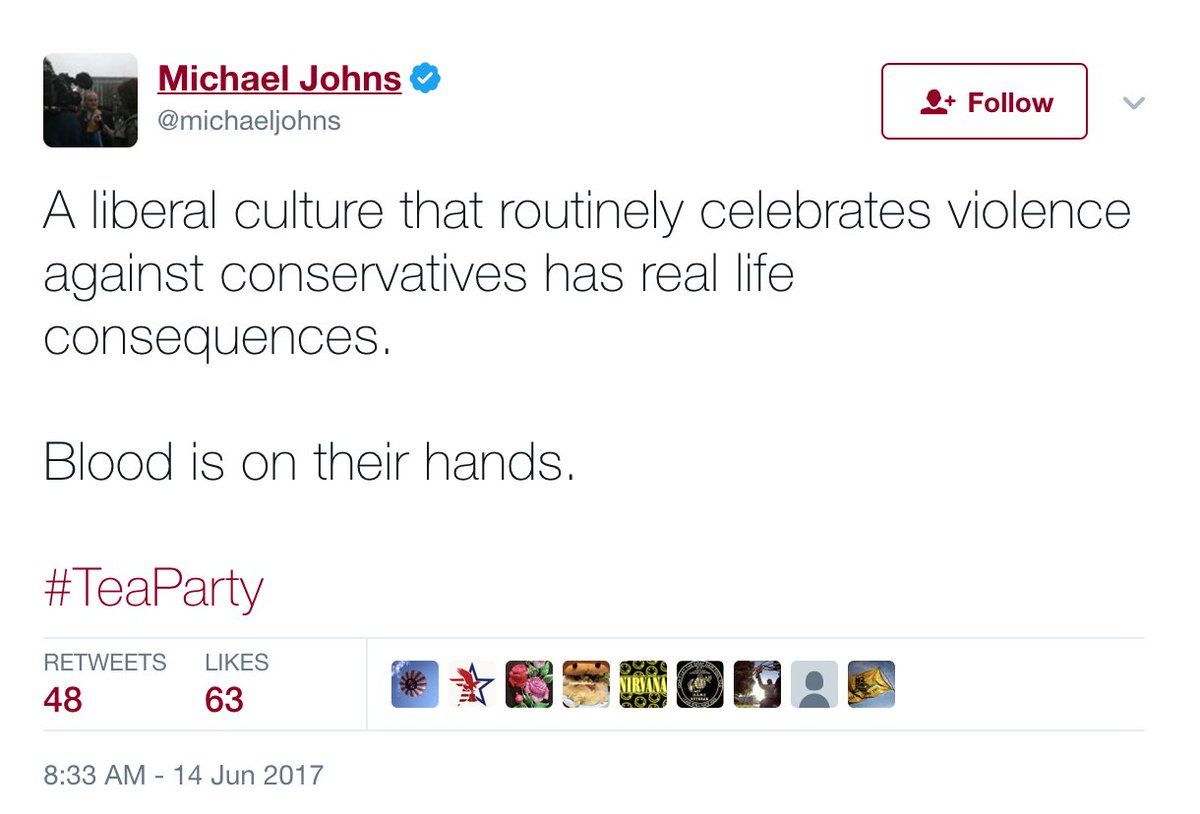 Michael Johns
@michaeljohns
Follow
A liberal culture that routinely celebrates violence
against conservatives has real life
consequences.
Blood is on their hands.
#TeaParty
RETWEETS LIKES
48 63
NIRVANA
8:33 AM - 14 Jun 2017